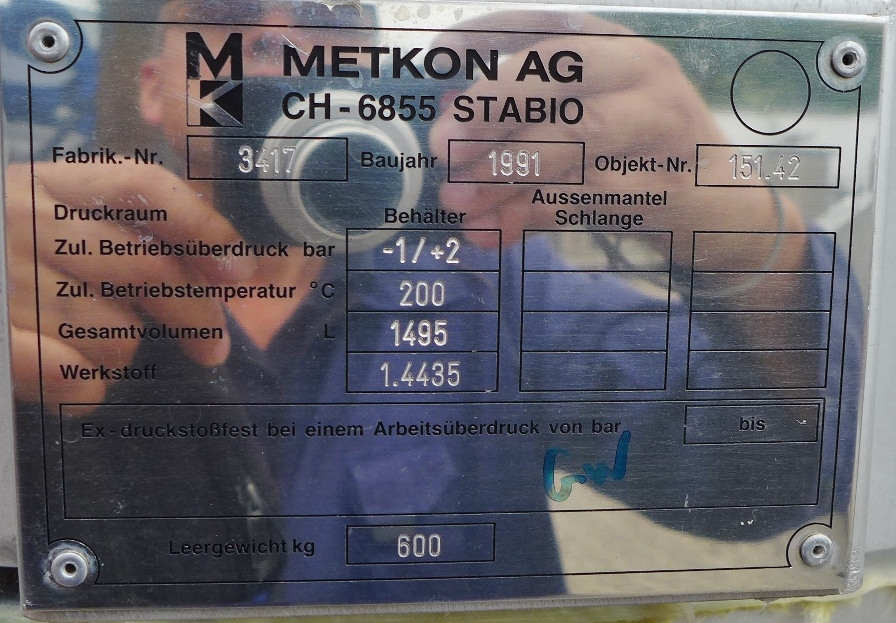 MK METKON AG
CH-6855 STABIO
Fabrik.-Nr. 3417 Baujahr 1991 Objekt-Nr. 151.42
Druckraum Behälter Aussenmantel
Schlange
Zul. Betriebsüberdruck bar -1/+2
Zul. Betriebstemperatur °C 200
Gesamtvolumen L 1495
Werkstoff 1.4435
Ex-druckstoßfest bei einem Arbeitsüberdruck von bar bis
Leergewicht kg 600